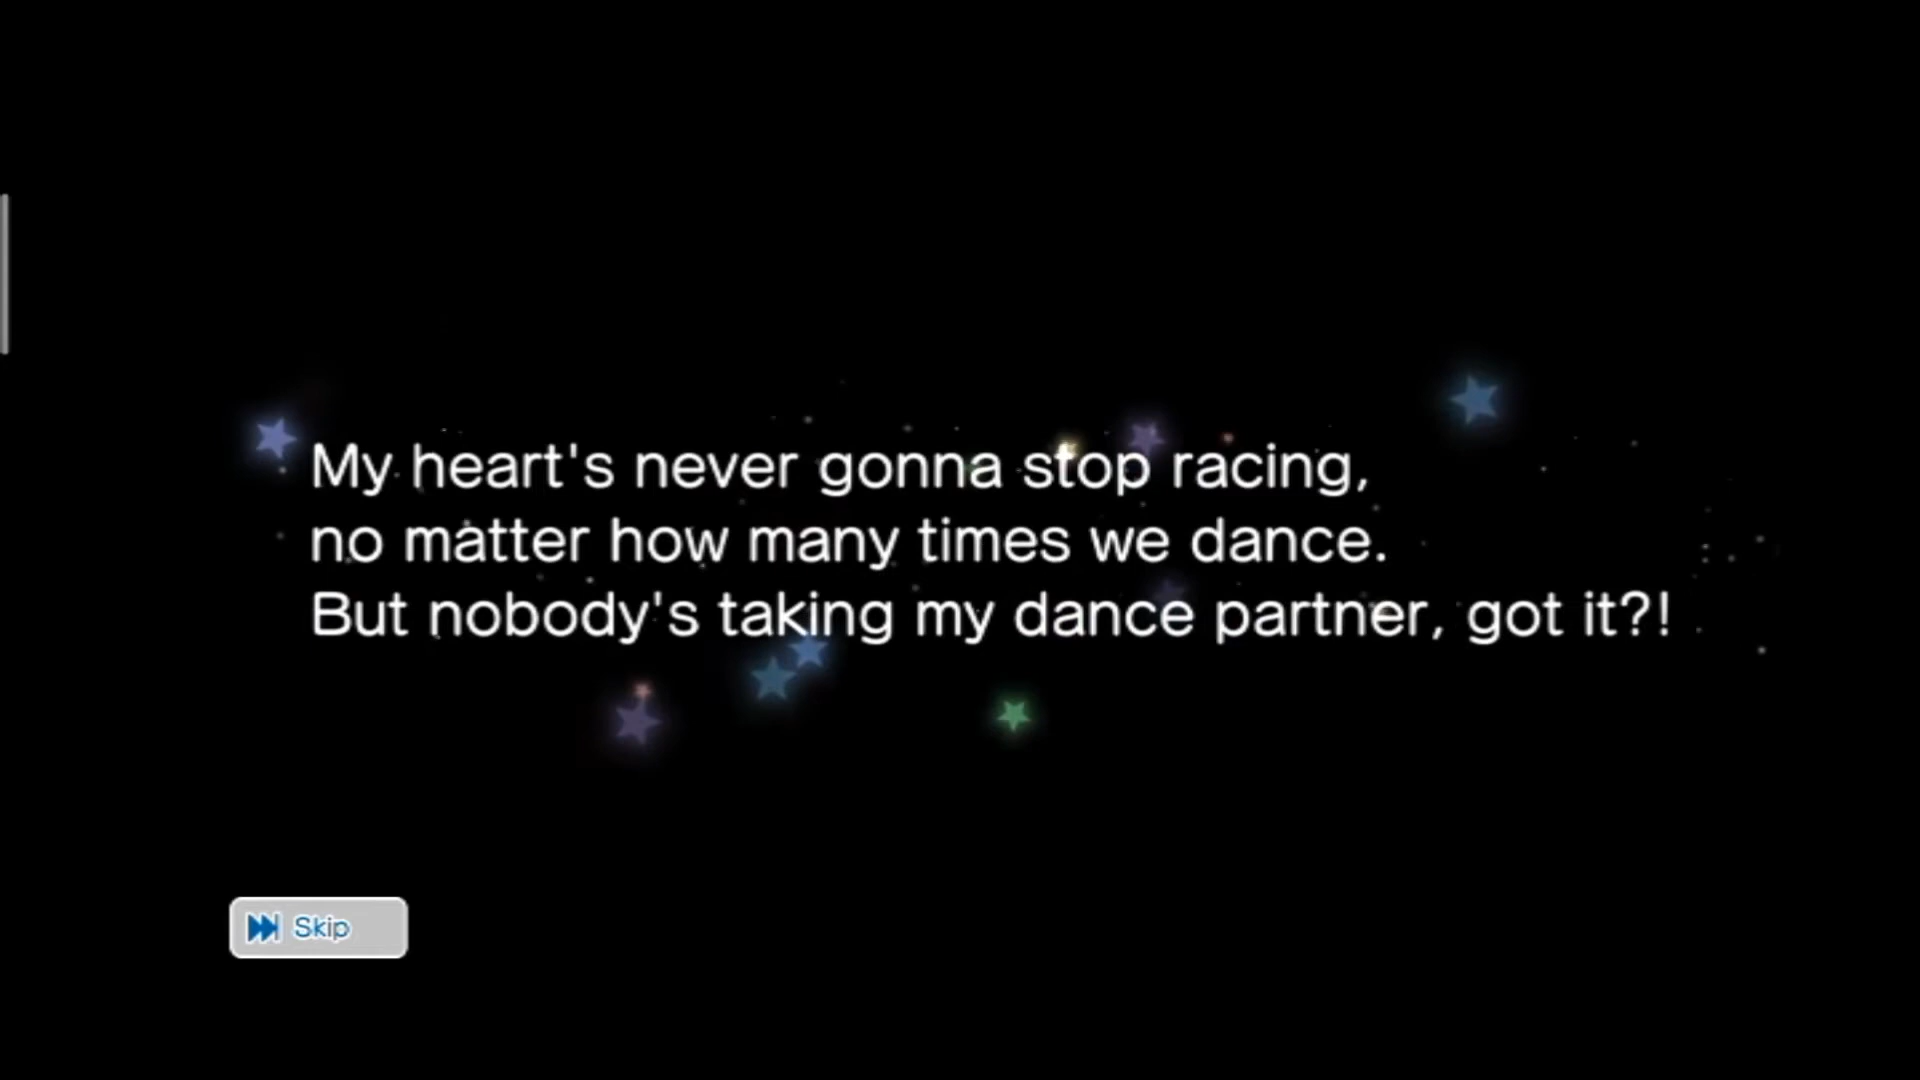 My heart's never gonna stop racing,
no matter how many times we dance.
But nobody's taking my dance partner, got it?!
Skip